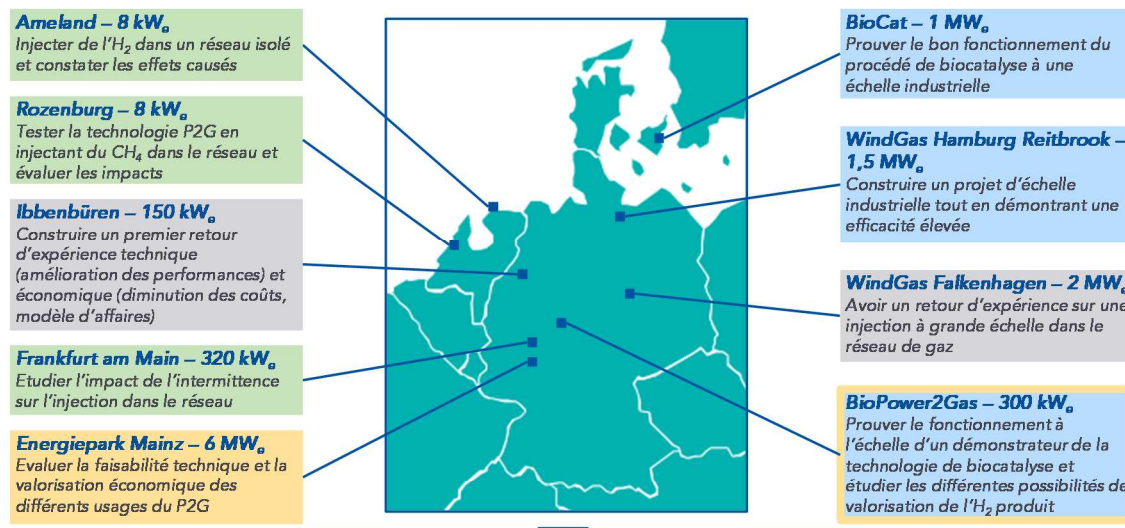 Ameland – 8 kWe
Injecter de l'H2 dans un réseau isolé
et constater les effets causés
Rozenburg – 8 kWe
Tester la technologie P2G en
injectant du CH4 dans le réseau et
évaluer les impacts
Ibbenbüren – 150 kWe
Construire un premier retour
d'expérience technique
(amélioration des performances) et
économique (diminution des coûts,
modèle d'affaires)
Frankfurt am Main – 320 kWe
Etudier l'impact de l'intermittence
sur l'injection dans le réseau
Energiepark Mainz – 6 MWe
Evaluer la faisabilité technique et la
valorisation économique des
différents usages du P2G
BioCat – 1 MWe
Prouver le bon fonctionnement du
procédé de biocatalyse à une
échelle industrielle
WindGas Hamburg Reitbrook –
1,5 MWe
Construire un projet d'échelle
industrielle tout en démontrant une
efficacité élevée
WindGas Falkenhagen – 2 MWe
Avoir un retour d'expérience sur une
injection à grande échelle dans le
réseau de gaz
BioPower2Gas – 300 kWe
Prouver le fonctionnement à
l'échelle d'un démonstrateur de la
technologie de biocatalyse et
étudier les différentes possibilités de
valorisation de l'H2 produit